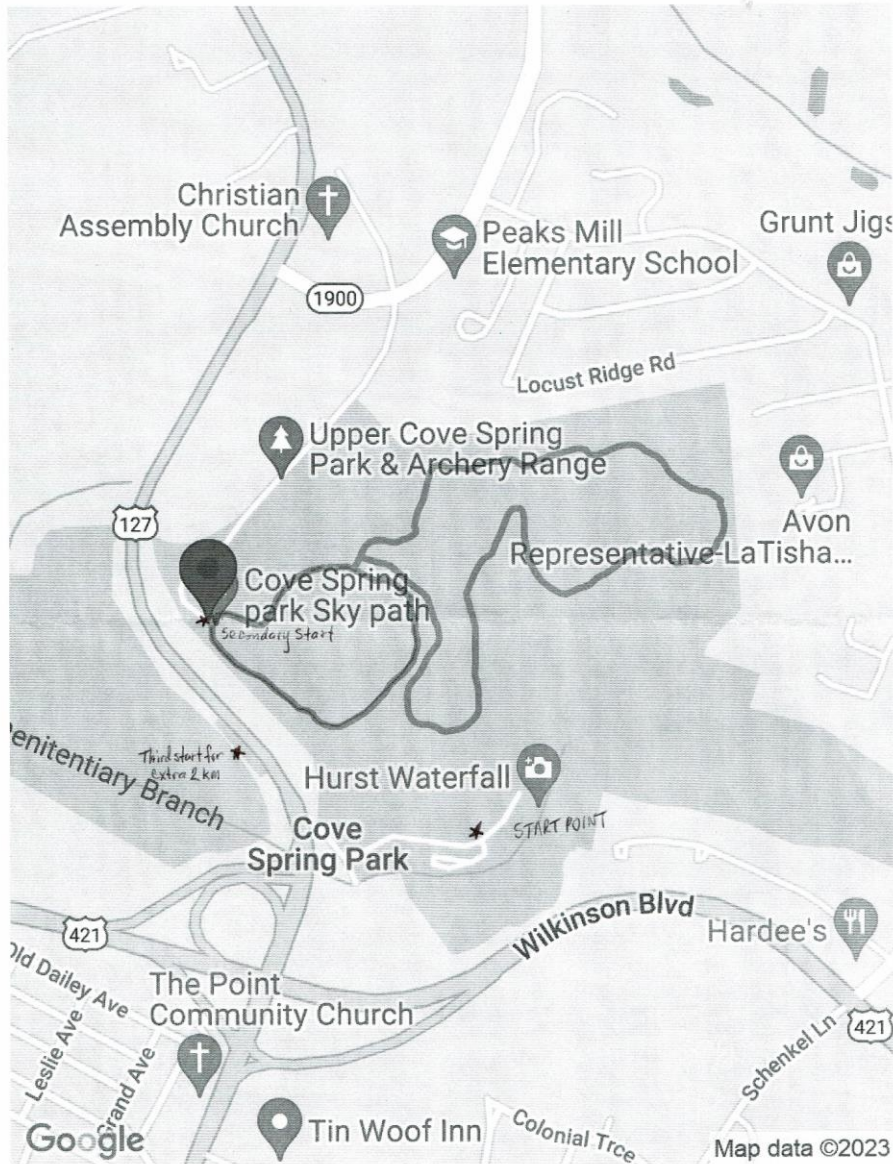 Christian
Assembly Church
Peaks Mill
Elementary School
Grunt Jigs
1900
Locust Ridge Rd
Upper Cove Spring
Park & Archery Range
127
Avon
Representative-LaTisha...
Cove Spring
park Sky path
Secondary Start
Third start for
extra 2 km
enitentiary Branch
Hurst Waterfall
START POINT
Cove
Spring Park
421
Wilkinson Blvd
Hardee's
Old Dailey Ave
The Point
Community Church
Leslie Ave
Grand Ave
421
Schenkel Ln
Tin Woof Inn
Colonial Trce
Google
Map data ©2023